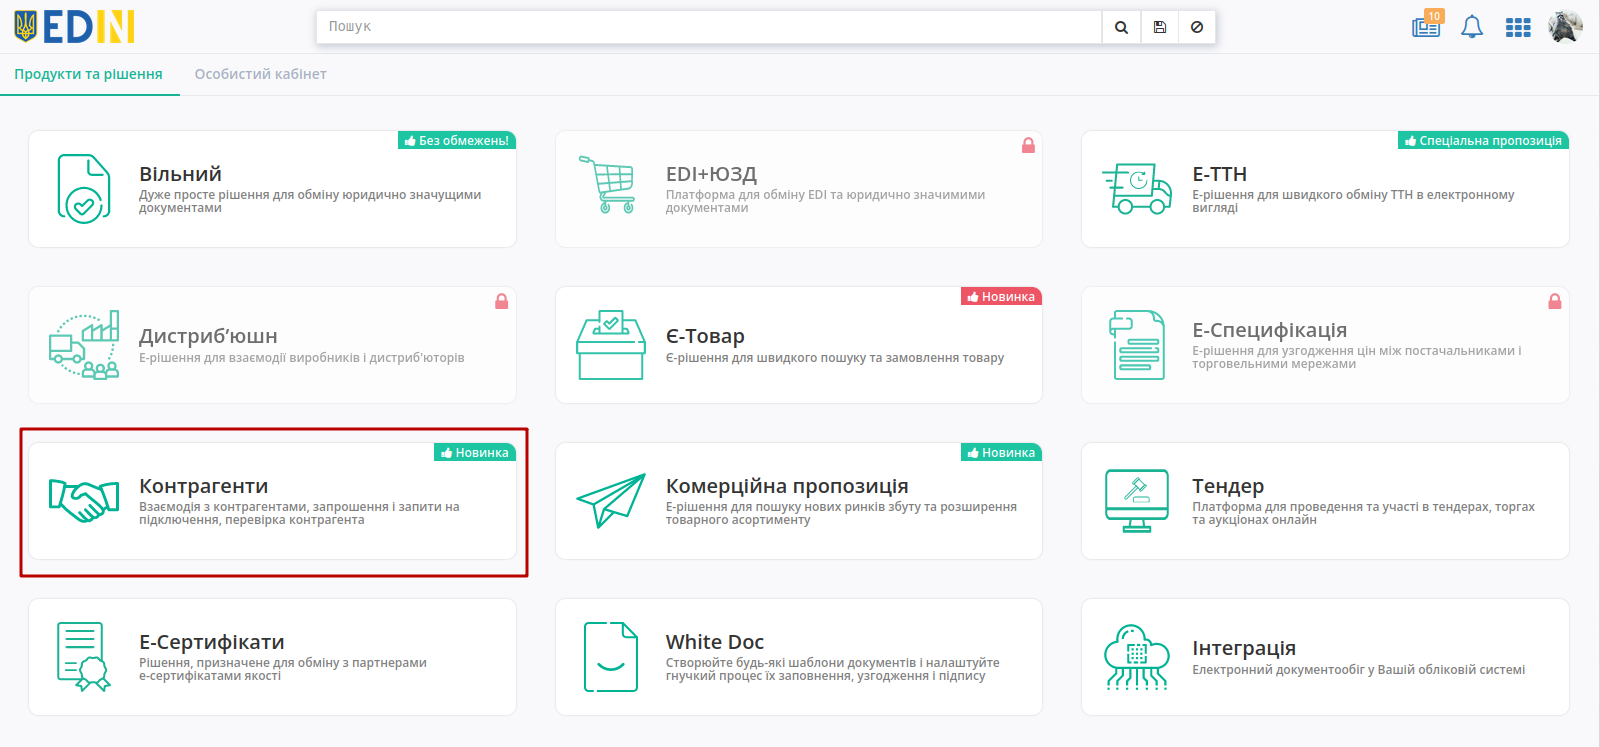 EDIN
Пошук
10
Продукти та рішення
Особистий кабінет
Без обмежень!
Вільний
Дуже просте рішення для обміну юридично значущими
документами
EDI+ЮЗД
Платформа для обміну EDI та юридично значимими
документами
Спеціальна пропозиція
Е-ТТН
Е-рішення для швидкого обміну ТТН в електронному
вигляді
Дистриб’юшн
Е-рішення для взаємодії виробників і дистриб'юторів
Новинка
Є-Товар
Є-рішення для швидкого пошуку та замовлення товару
Е-Специфікація
Е-рішення для узгодження цін між постачальниками і
торговельними мережами
Новинка
Контрагенти
Взаємодія з контрагентами, запрошення і запити на
підключення, перевірка контрагента
Новинка
Комерційна пропозиція
Е-рішення для пошуку нових ринків збуту та розширення
товарного асортименту
Тендер
Платформа для проведення та участі в тендерах, торгах
та аукціонах онлайн
Е-Сертифікати
Рішення, призначене для обміну з партнерами
е-сертифікатами якості
White Doc
Створюйте будь-які шаблони документів і налаштуйте
гнучкий процес їх заповнення, узгодження і підпису
Інтеграція
Електронний документообіг у Вашій обліковій системі